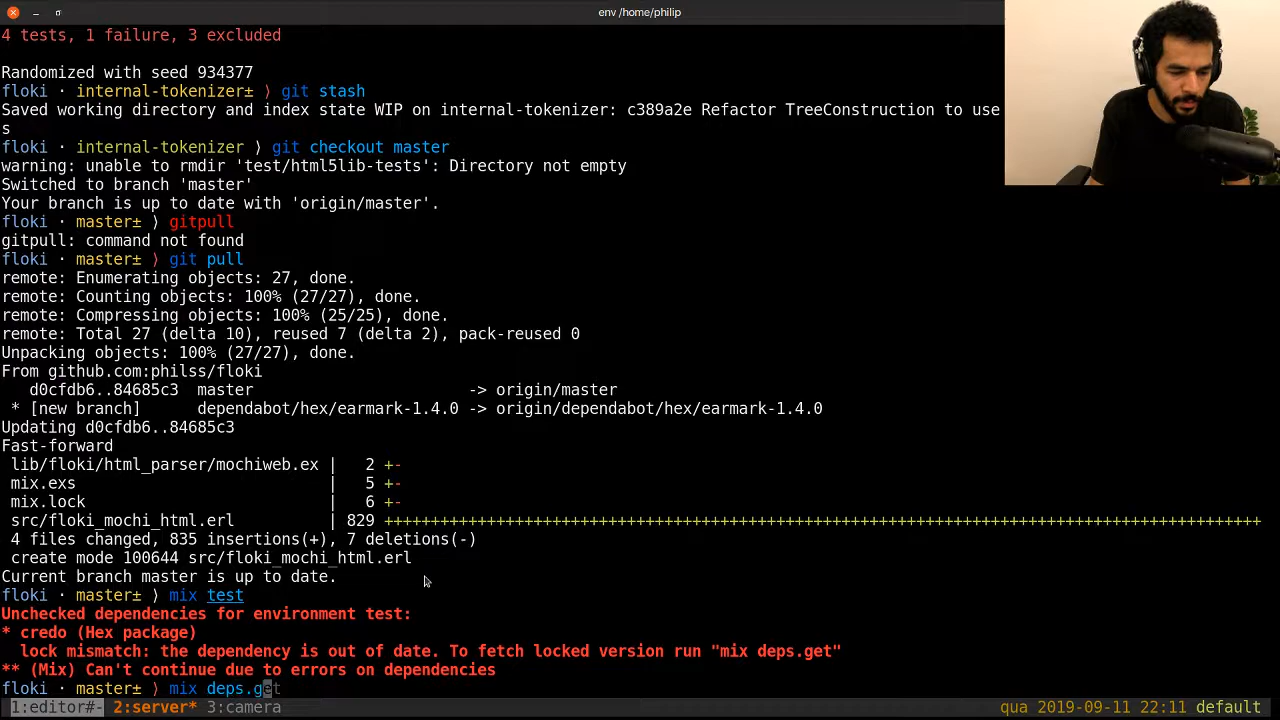 env /home/philip
4 tests, 1 failure, 3 excluded
Randomized with seed 934377
floki · internal-tokenizer± ⟩ git stash
Saved working directory and index state WIP on internal-tokenizer: c389a2e Refactor TreeConstruction to use
s
floki · internal-tokenizer ⟩ git checkout master
warning: unable to rmdir 'test/html5lib-tests': Directory not empty
Switched to branch 'master'
Your branch is up to date with 'origin/master'.
floki · master± ⟩ gitpull
gitpull: command not found
floki · master± ⟩ git pull
remote: Enumerating objects: 27, done.
remote: Counting objects: 100% (27/27), done.
remote: Compressing objects: 100% (25/25), done.
remote: Total 27 (delta 10), reused 7 (delta 2), pack-reused 0
Unpacking objects: 100% (27/27), done.
From github.com:philss/floki
d0cfdb6..84685c3  master                       -> origin/master
* [new branch]      dependabot/hex/earmark-1.4.0 -> origin/dependabot/hex/earmark-1.4.0
Updating d0cfdb6..84685c3
Fast-forward
lib/floki/html_parser/mochiweb.ex |   2 +-
mix.exs                           |   5 +-
mix.lock                          |   6 +-
src/floki_mochi_html.erl          | 829 ++++++++++++++++++++++++++++++++++++++++++++++++++++++++++++++++++++++++++++++++++++++++++++++
4 files changed, 835 insertions(+), 7 deletions(-)
create mode 100644 src/floki_mochi_html.erl
Current branch master is up to date.
floki · master± ⟩ mix test
Unchecked dependencies for environment test:
* credo (Hex package)
lock mismatch: the dependency is out of date. To fetch locked version run "mix deps.get"
** (Mix) Can't continue due to errors on dependencies
floki · master± ⟩ mix deps.get
1:editor#- 2:server* 3:camera qua 2019-09-11 22:11 default